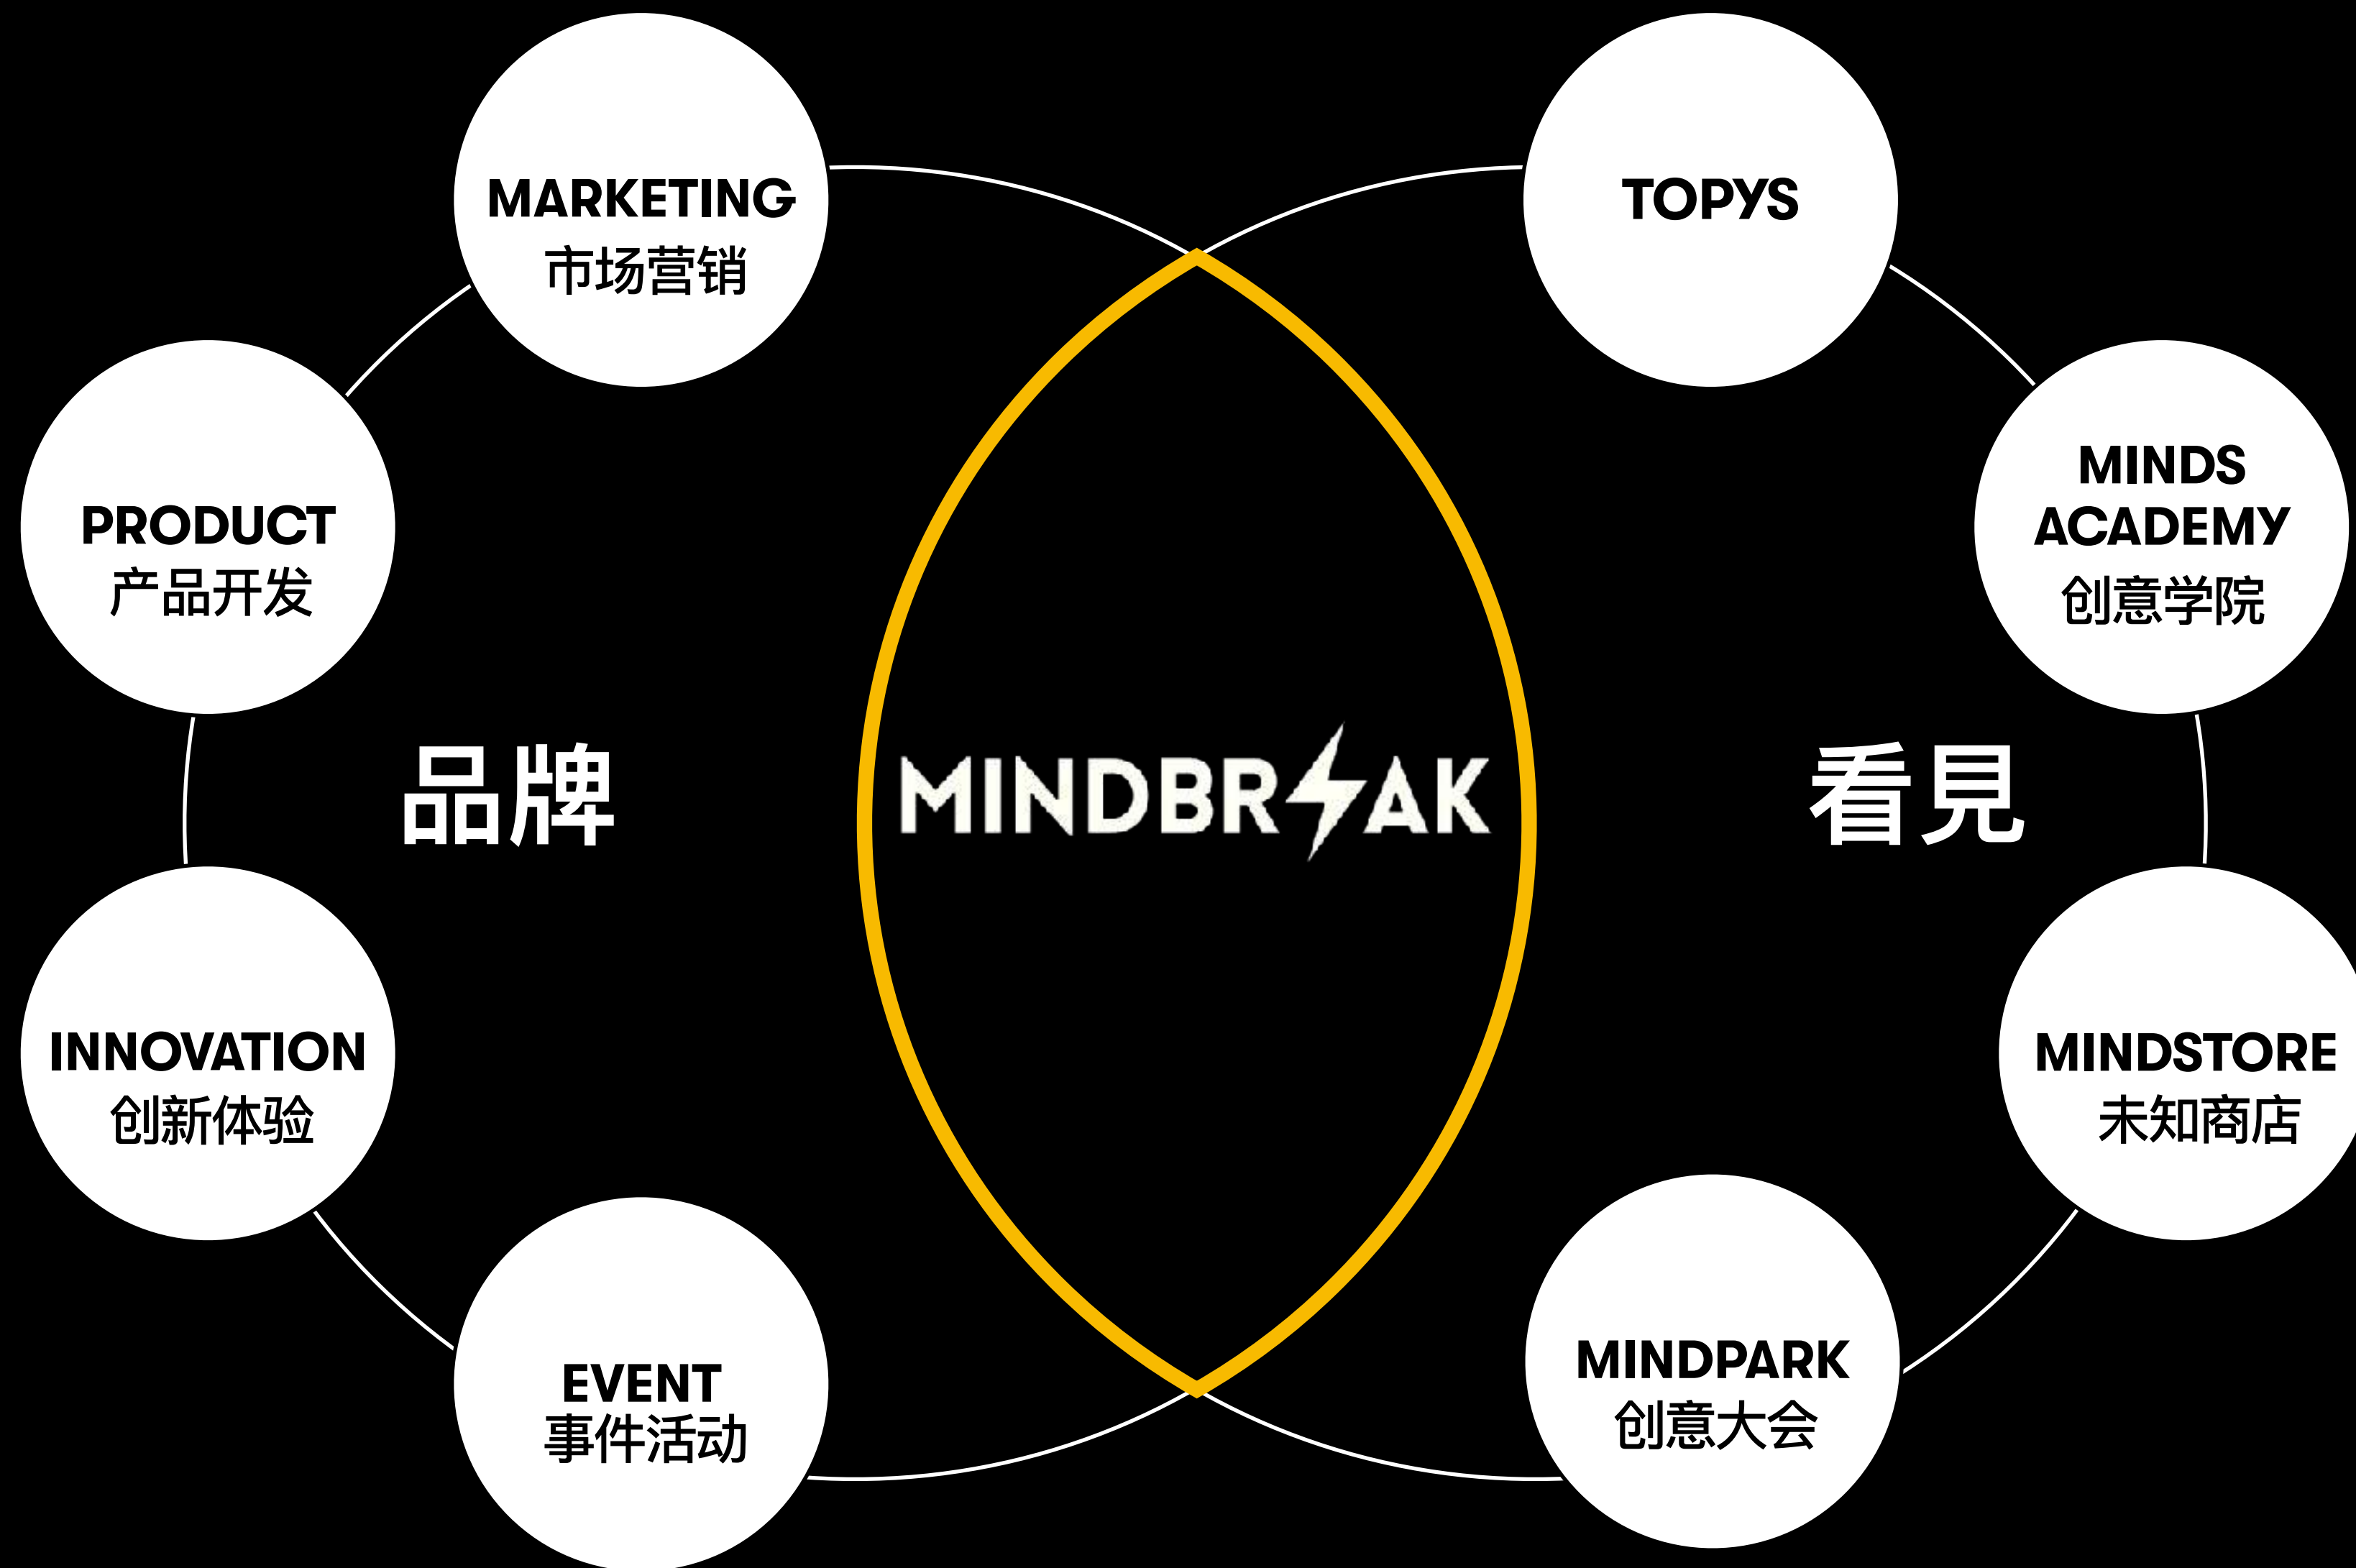 MARKETING
市场营销
TOPYS
PRODUCT
产品开发
MINDS
ACADEMY
创意学院
品牌
MINDBR⚡AK
看見
INNOVATION
创新体验
MINDSTORE
未知商店
EVENT
事件活动
MINDPARK
创意大会